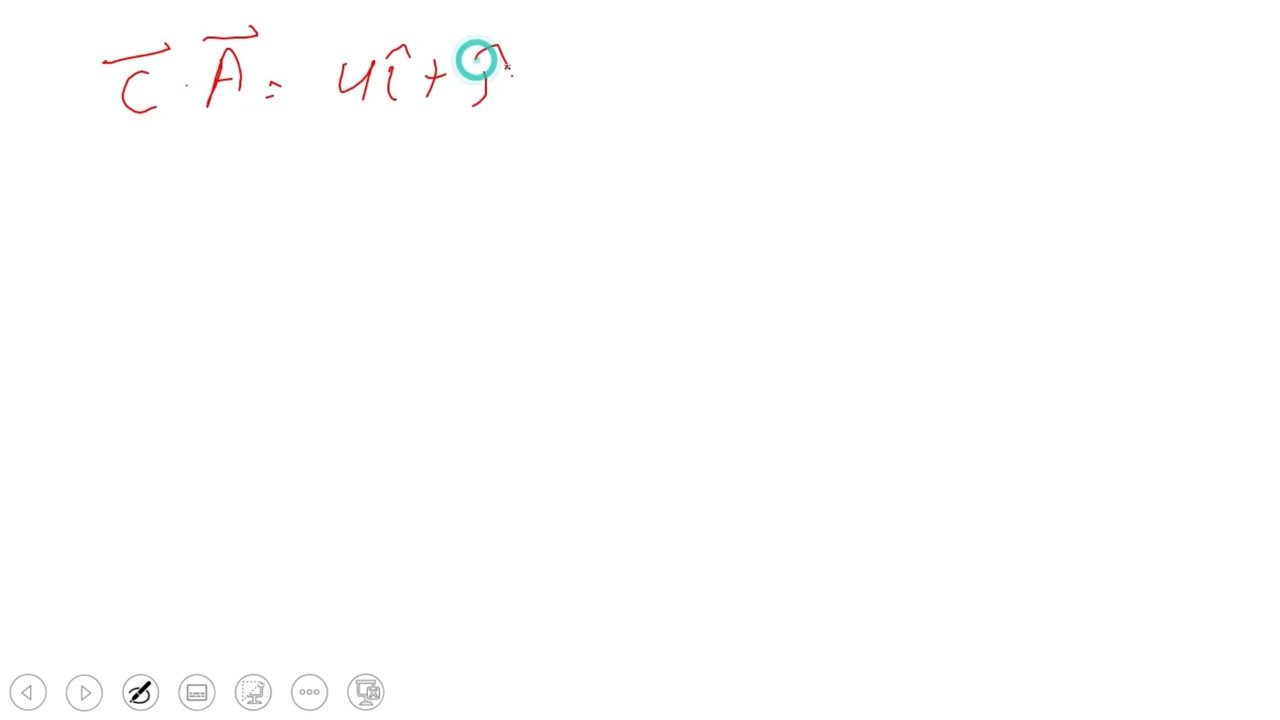 C⃗ · A⃗ = 4î + ĵ